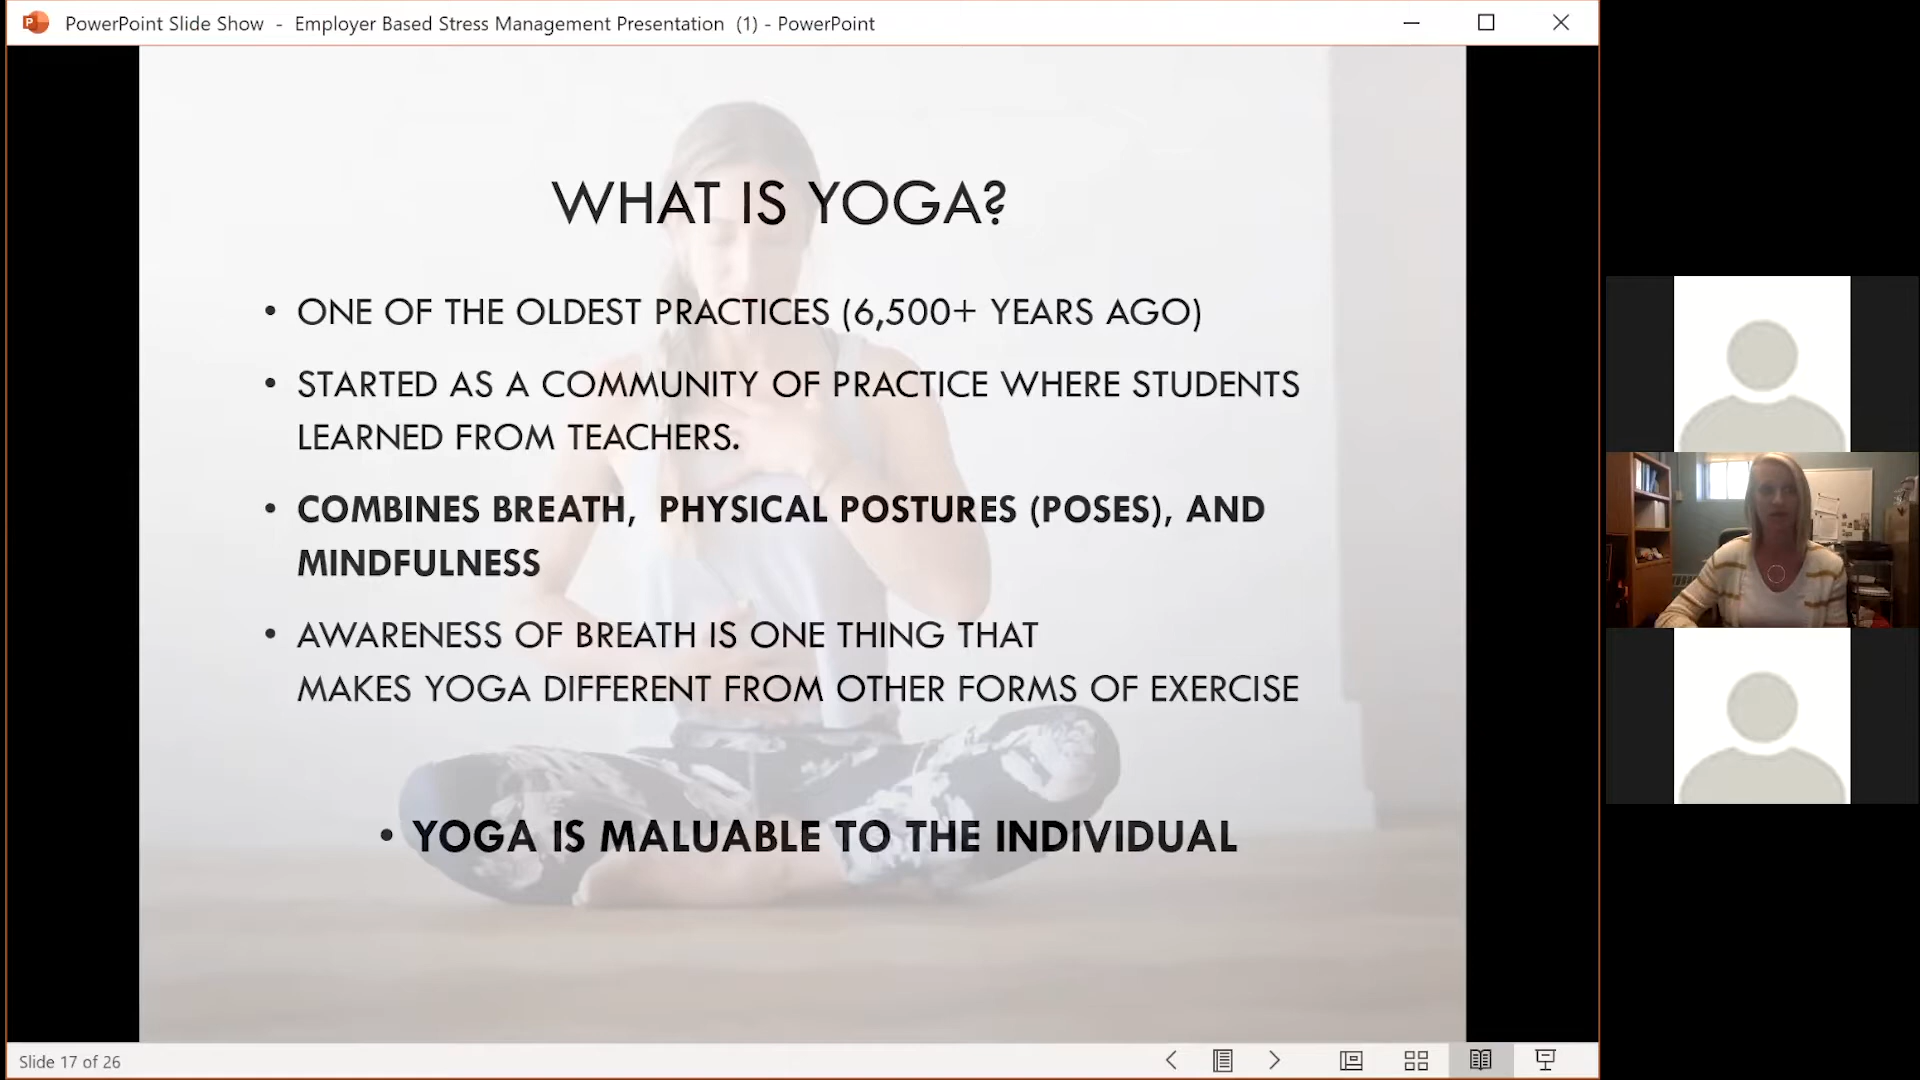 PowerPoint Slide Show - Employer Based Stress Management Presentation (1) - PowerPoint
WHAT IS YOGA?
• ONE OF THE OLDEST PRACTICES (6,500+ YEARS AGO)
• STARTED AS A COMMUNITY OF PRACTICE WHERE STUDENTS
LEARNED FROM TEACHERS.
• COMBINES BREATH, PHYSICAL POSTURES (POSES), AND
MINDFULNESS
• AWARENESS OF BREATH IS ONE THING THAT
MAKES YOGA DIFFERENT FROM OTHER FORMS OF EXERCISE
• YOGA IS MALUABLE TO THE INDIVIDUAL
Slide 17 of 26